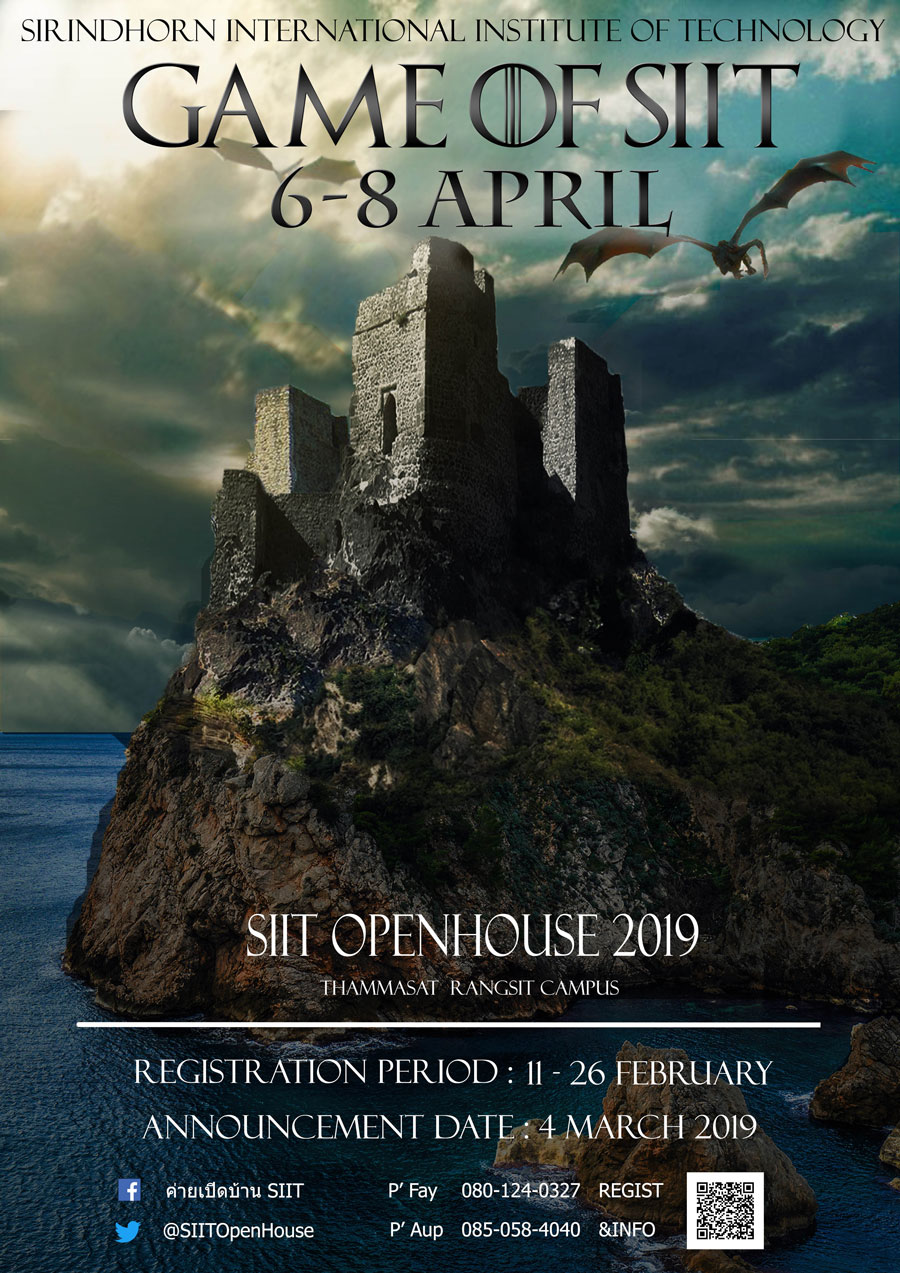 SIRINDHORN INTERNATIONAL INSTITUTE OF TECHNOLOGY
GAME OF SIIT
6-8 APRIL
SIIT OPENHOUSE 2019
THAMMASAT RANGSIT CAMPUS
REGISTRATION PERIOD : 11 - 26 FEBRUARY
ANNOUNCEMENT DATE : 4 MARCH 2019
ค่ายเปิดบ้าน SIIT P' Fay 080-124-0327 REGIST
@SIITOpenHouse P' Aup 085-058-4040 &INFO